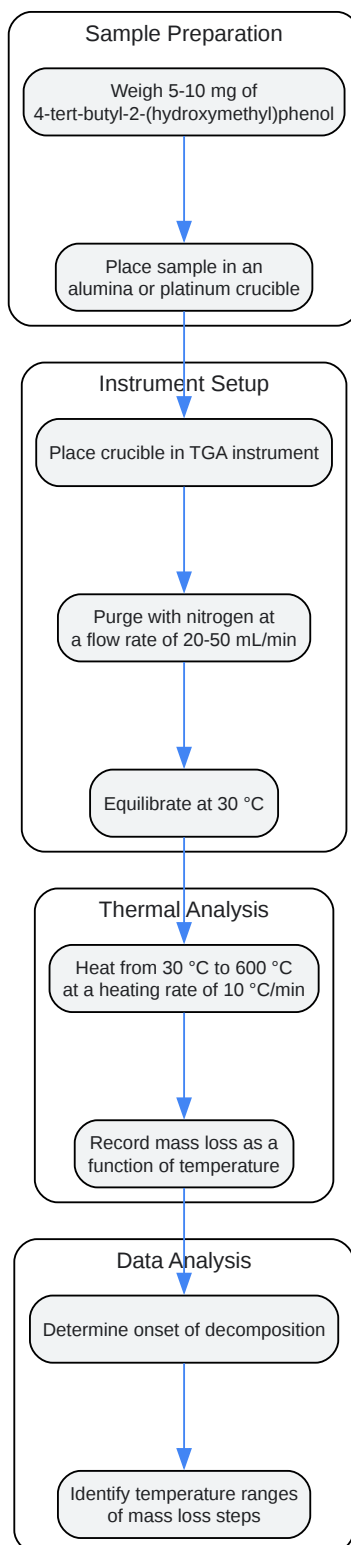 Sample Preparation
Weigh 5-10 mg of
4-tert-butyl-2-(hydroxymethyl)phenol
Place sample in an
alumina or platinum crucible
Instrument Setup
Place crucible in TGA instrument
Purge with nitrogen at
a flow rate of 20-50 mL/min
Equilibrate at 30 °C
Thermal Analysis
Heat from 30 °C to 600 °C
at a heating rate of 10 °C/min
Record mass loss as a
function of temperature
Data Analysis
Determine onset of decomposition
Identify temperature ranges
of mass loss steps